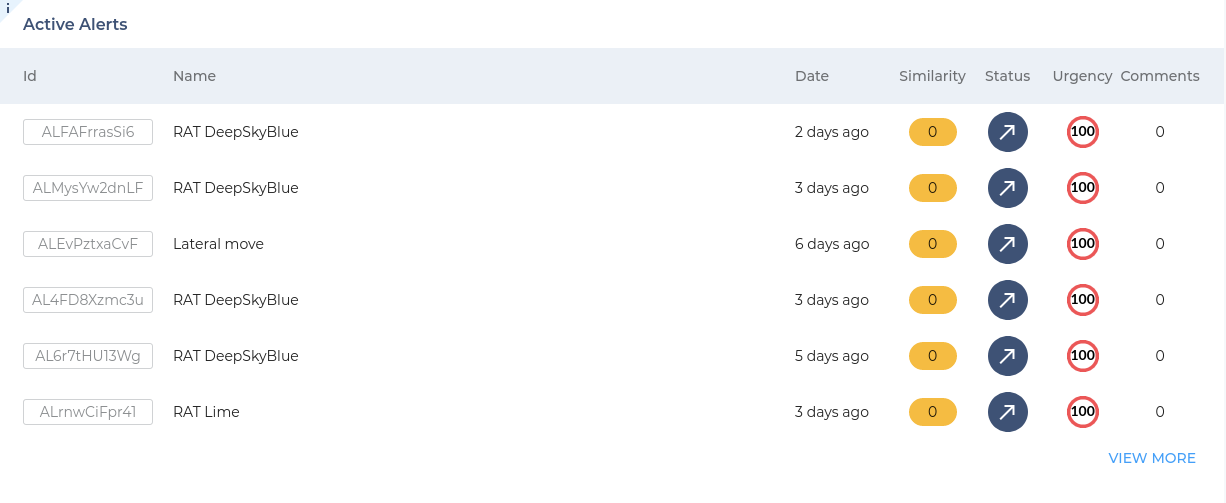 i
Active Alerts
Id Name Date Similarity Status Urgency Comments
ALFAFrrasSi6 RAT DeepSkyBlue 2 days ago 0 100 0
ALMysYw2dnLF RAT DeepSkyBlue 3 days ago 0 100 0
ALEvPztxaCvF Lateral move 6 days ago 0 100 0
AL4FD8Xzmc3u RAT DeepSkyBlue 3 days ago 0 100 0
AL6r7tHU13Wg RAT DeepSkyBlue 5 days ago 0 100 0
ALrnwCiFpr41 RAT Lime 3 days ago 0 100 0
VIEW MORE